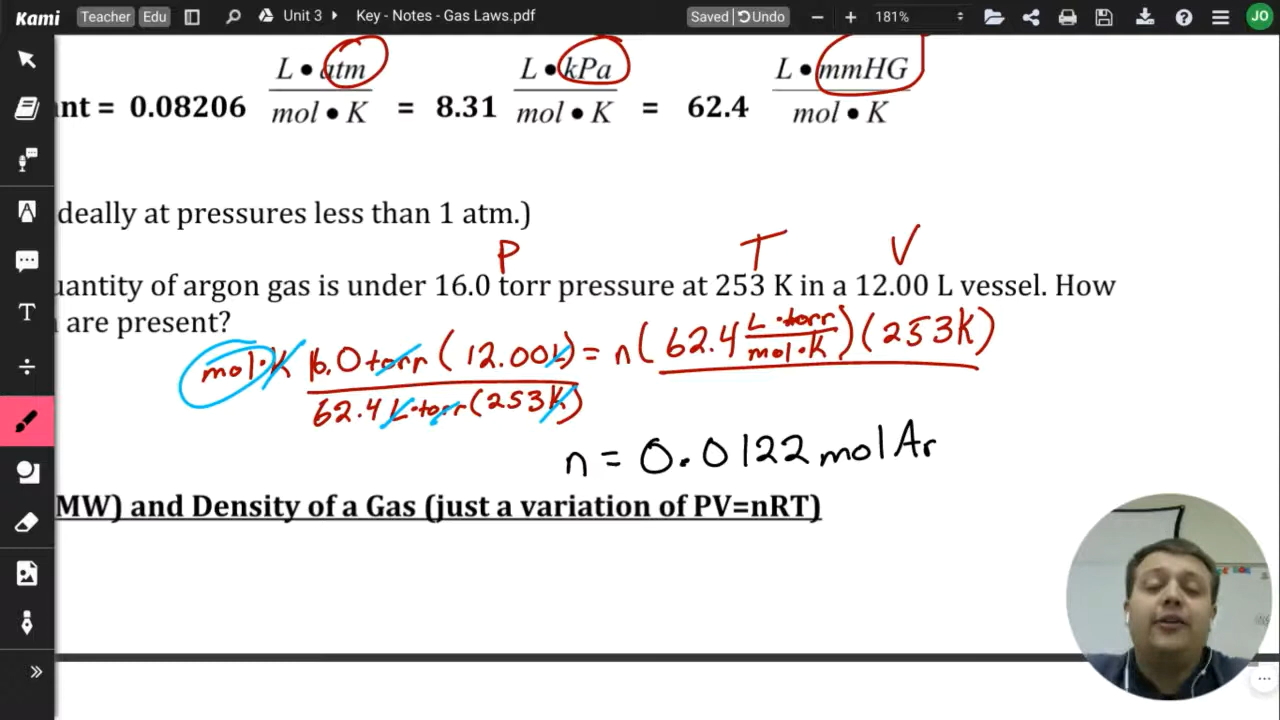 Kami Teacher Edu Unit 3 Key - Notes - Gas Laws.pdf Saved Undo 181% JO
L • atm L • kPa L • mmHG
nt = 0.08206 = 8.31 = 62.4
mol • K mol • K mol • K
deally at pressures less than 1 atm.)
P T V
uantity of argon gas is under 16.0 torr pressure at 253 K in a 12.00 L vessel. How
are present?
mol·K 16.0 torr (12.00L) = n(62.4 L·torr/mol·K)(253K)
62.4 L·torr (253K)
n = 0.0122 mol Ar
MW) and Density of a Gas (just a variation of PV=nRT)